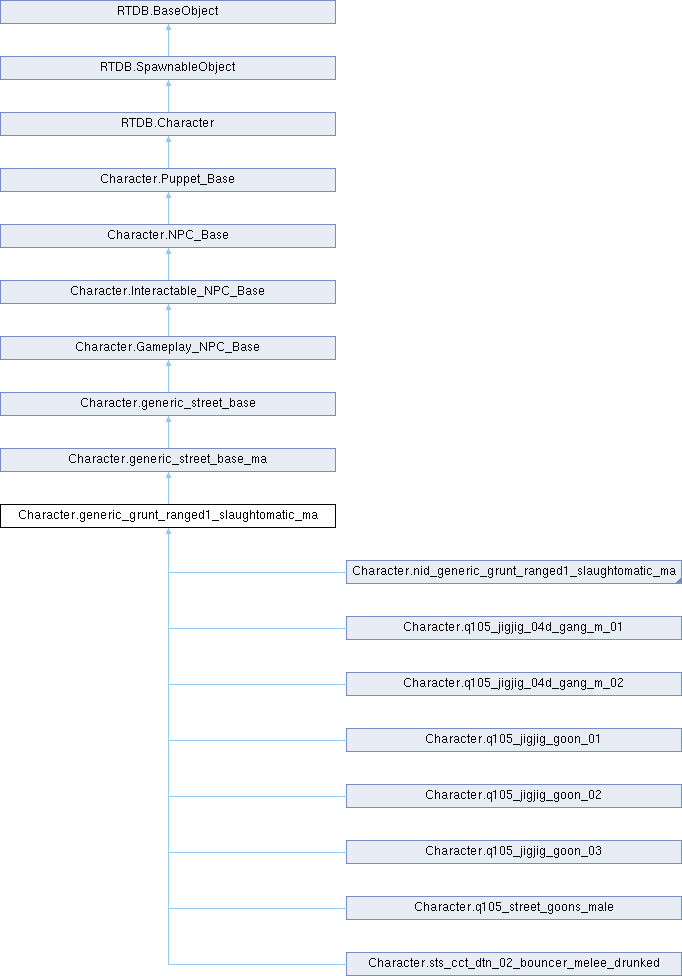 RTDB.BaseObject
RTDB.SpawnableObject
RTDB.Character
Character.Puppet_Base
Character.NPC_Base
Character.Interactable_NPC_Base
Character.Gameplay_NPC_Base
Character.generic_street_base
Character.generic_street_base_ma
Character.generic_grunt_ranged1_slaughtomatic_ma
Character.nid_generic_grunt_ranged1_slaughtomatic_ma
Character.q105_jigjig_04d_gang_m_01
Character.q105_jigjig_04d_gang_m_02
Character.q105_jigjig_goon_01
Character.q105_jigjig_goon_02
Character.q105_jigjig_goon_03
Character.q105_street_goons_male
Character.sts_cct_dtn_02_bouncer_melee_drunked